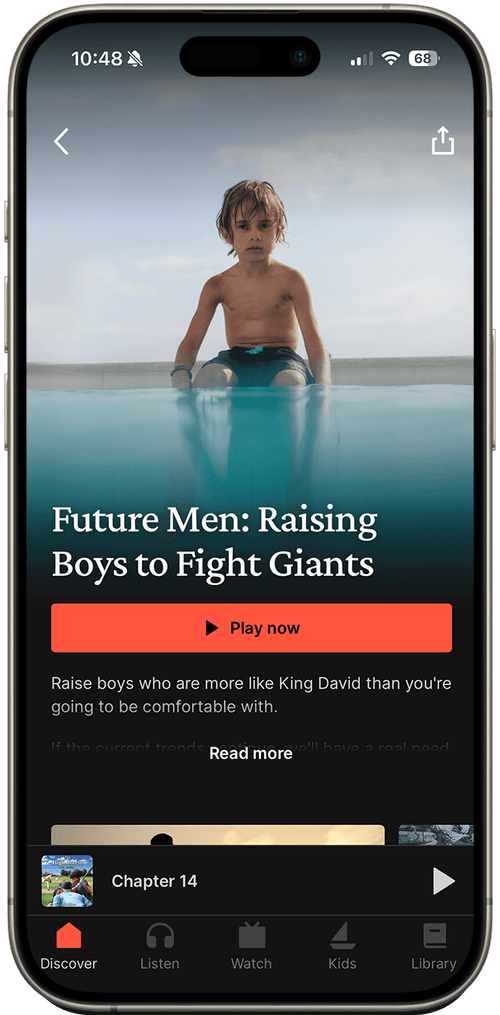 10:48
68
Future Men: Raising
Boys to Fight Giants
Play now
Raise boys who are more like King David than you're
going to be comfortable with.
If the current trends continue, we'll have a real need
Read more
Chapter 14
Discover
Listen
Watch
Kids
Library